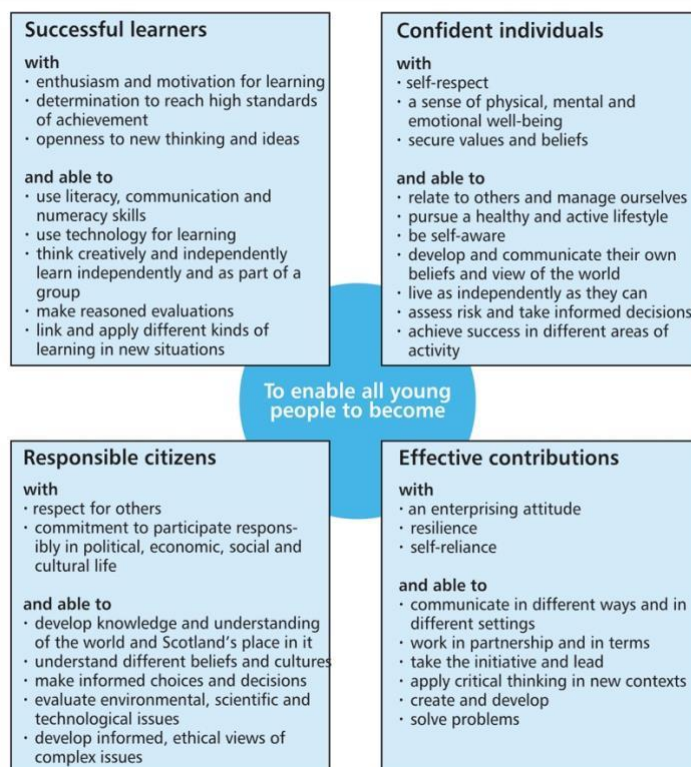 Successful learners
with
· enthusiasm and motivation for learning
· determination to reach high standards
of achievement
· openness to new thinking and ideas
and able to
· use literacy, communication and
numeracy skills
· use technology for learning
· think creatively and independently
learn independently and as part of a
group
· make reasoned evaluations
· link and apply different kinds of
learning in new situations
Confident individuals
with
· self-respect
· a sense of physical, mental and
emotional well-being
· secure values and beliefs
and able to
· relate to others and manage ourselves
· pursue a healthy and active lifestyle
· be self-aware
· develop and communicate their own
beliefs and view of the world
· live as independently as they can
· assess risk and take informed decisions
· achieve success in different areas of
activity
To enable all young
people to become
Responsible citizens
with
· respect for others
· commitment to participate respons-
ibly in political, economic, social and
cultural life
and able to
· develop knowledge and understanding
of the world and Scotland's place in it
· understand different beliefs and cultures
· make informed choices and decisions
· evaluate environmental, scientific and
technological issues
· develop informed, ethical views of
complex issues
Effective contributions
with
· an enterprising attitude
· resilience
· self-reliance
and able to
· communicate in different ways and in
different settings
· work in partnership and in terms
· take the initiative and lead
· apply critical thinking in new contexts
· create and develop
· solve problems